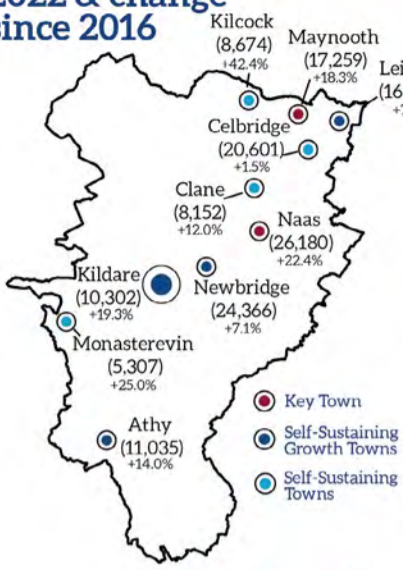 2022 & change
since 2016
Kilcock
(8,674)
+42.4%
Maynooth
(17,259)
+18.3%
Celbridge
(20,601)
+1.5%
Clane
(8,152)
+12.0%
Naas
(26,180)
+22.4%
Kildare
(10,302)
+19.3%
Newbridge
(24,366)
+7.1%
Monasterevin
(5,307)
+25.0%
Athy
(11,035)
+14.0%
Key Town
Self-Sustaining
Growth Towns
Self-Sustaining
Towns